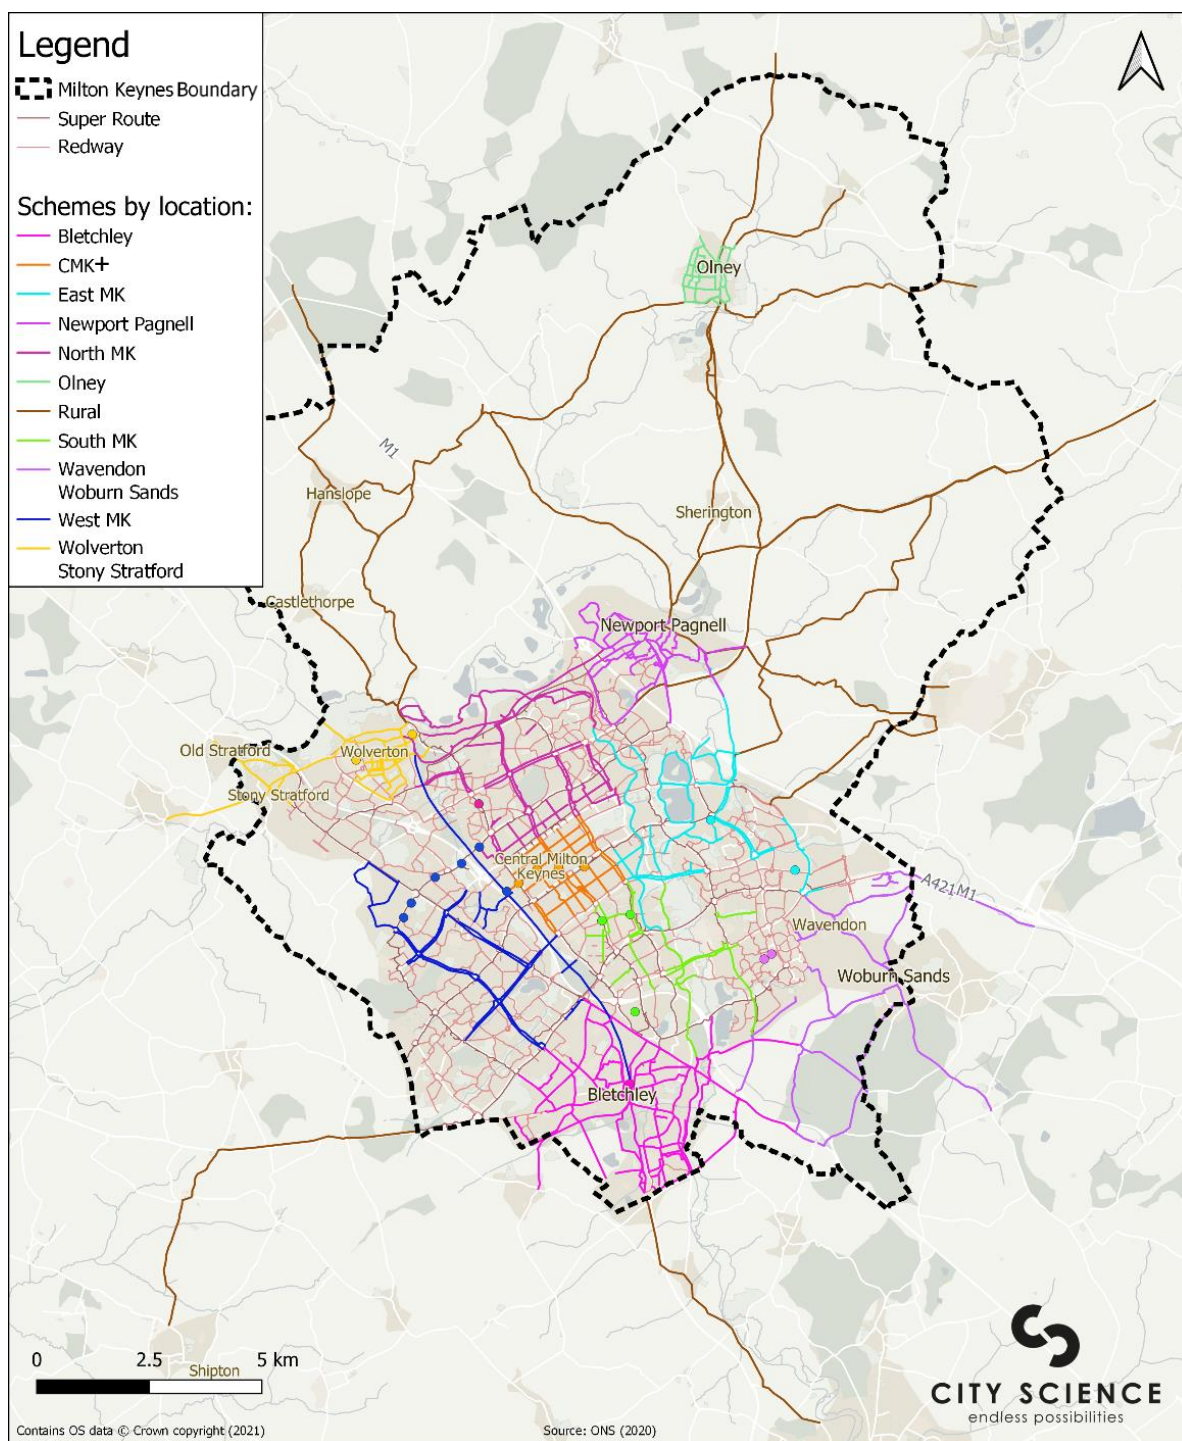 Legend
Milton Keynes Boundary
Super Route
Redway
Schemes by location:
Bletchley
CMK+
East MK
Newport Pagnell
North MK
Olney
Rural
South MK
Wavendon
Woburn Sands
West MK
Wolverton
Stony Stratford
Olney
M1
Hanslope
Sherington
Castlethorpe
Newport Pagnell
Old Stratford
Wolverton
Stony Stratford
Central Milton
Keynes
A421M1
Wavendon
Woburn Sands
Bletchley
0 2.5 5 km
Shipton
CITY SCIENCE
endless possibilities
Contains OS data © Crown copyright (2021)
Source: ONS (2020)